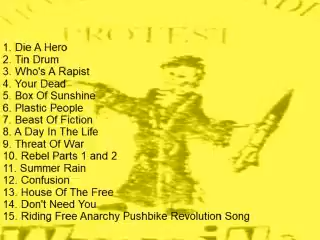 PROTEST
1. Die A Hero
2. Tin Drum
3. Who's A Rapist
4. Your Dead
5. Box Of Sunshine
6. Plastic People
7. Beast Of Fiction
8. A Day In The Life
9. Threat Of War
10. Rebel Parts 1 and 2
11. Summer Rain
12. Confusion
13. House Of The Free
14. Don't Need You
15. Riding Free Anarchy Pushbike Revolution Song